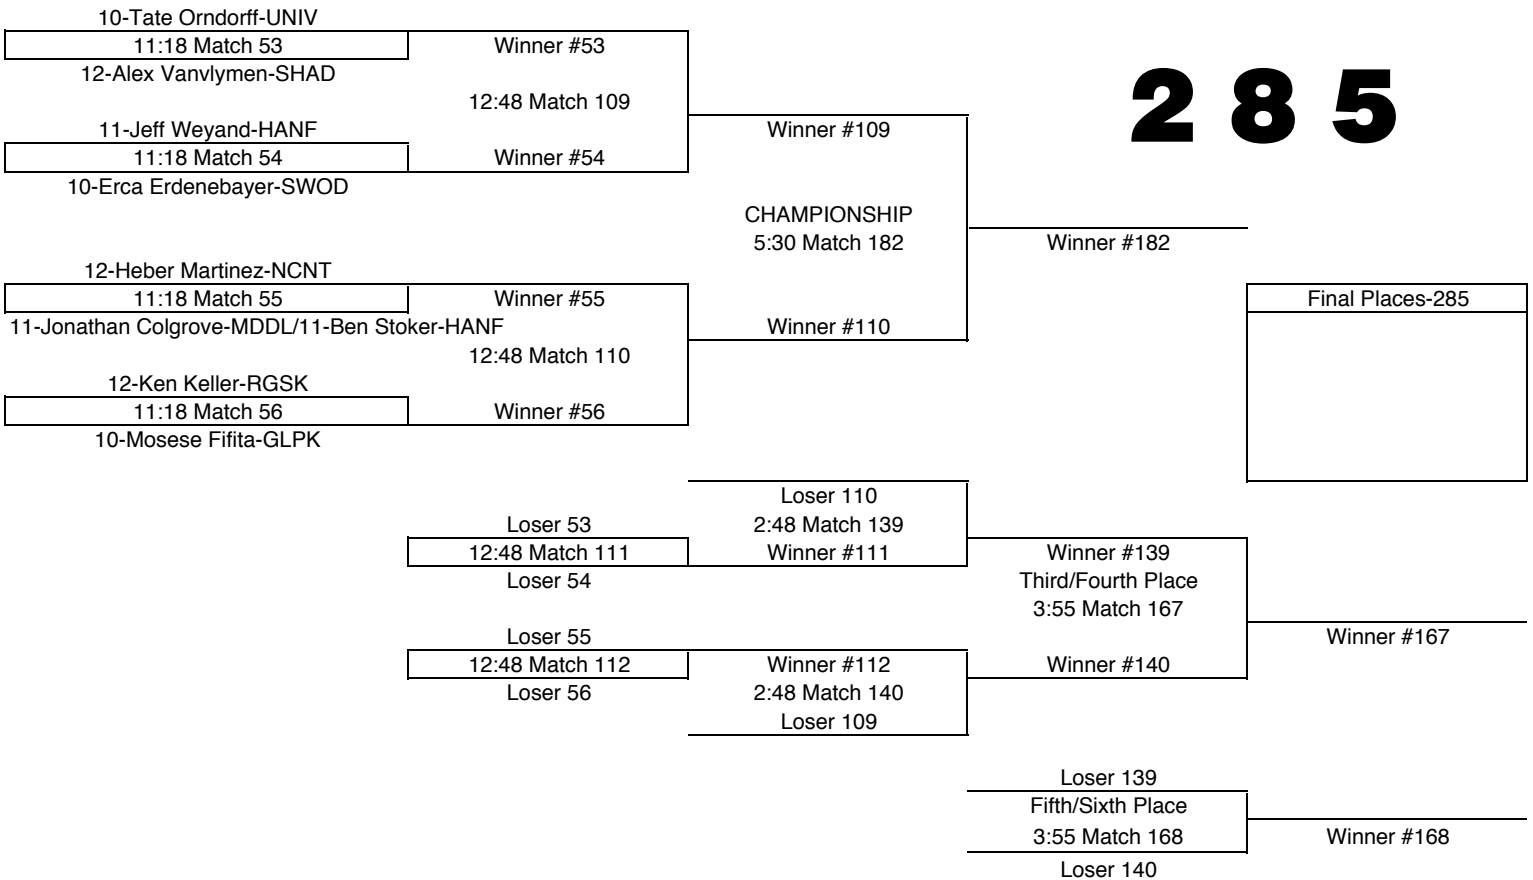 10-Tate Orndorff-UNIV
11:18 Match 53
Winner #53
12-Alex Vanvlymen-SHAD
2 8 5
12:48 Match 109
11-Jeff Weyand-HANF
Winner #109
11:18 Match 54
Winner #54
10-Erca Erdenebayer-SWOD
CHAMPIONSHIP
5:30 Match 182
Winner #182
12-Heber Martinez-NCNT
11:18 Match 55
Winner #55
Final Places-285
11-Jonathan Colgrove-MDDL/11-Ben Stoker-HANF
Winner #110
12:48 Match 110
12-Ken Keller-RGSK
11:18 Match 56
Winner #56
10-Mosese Fifita-GLPK
Loser 110
Loser 53
2:48 Match 139
12:48 Match 111
Winner #111
Winner #139
Loser 54
Third/Fourth Place
3:55 Match 167
Loser 55
Winner #167
12:48 Match 112
Winner #112
Winner #140
Loser 56
2:48 Match 140
Loser 109
Loser 139
Fifth/Sixth Place
3:55 Match 168
Winner #168
Loser 140